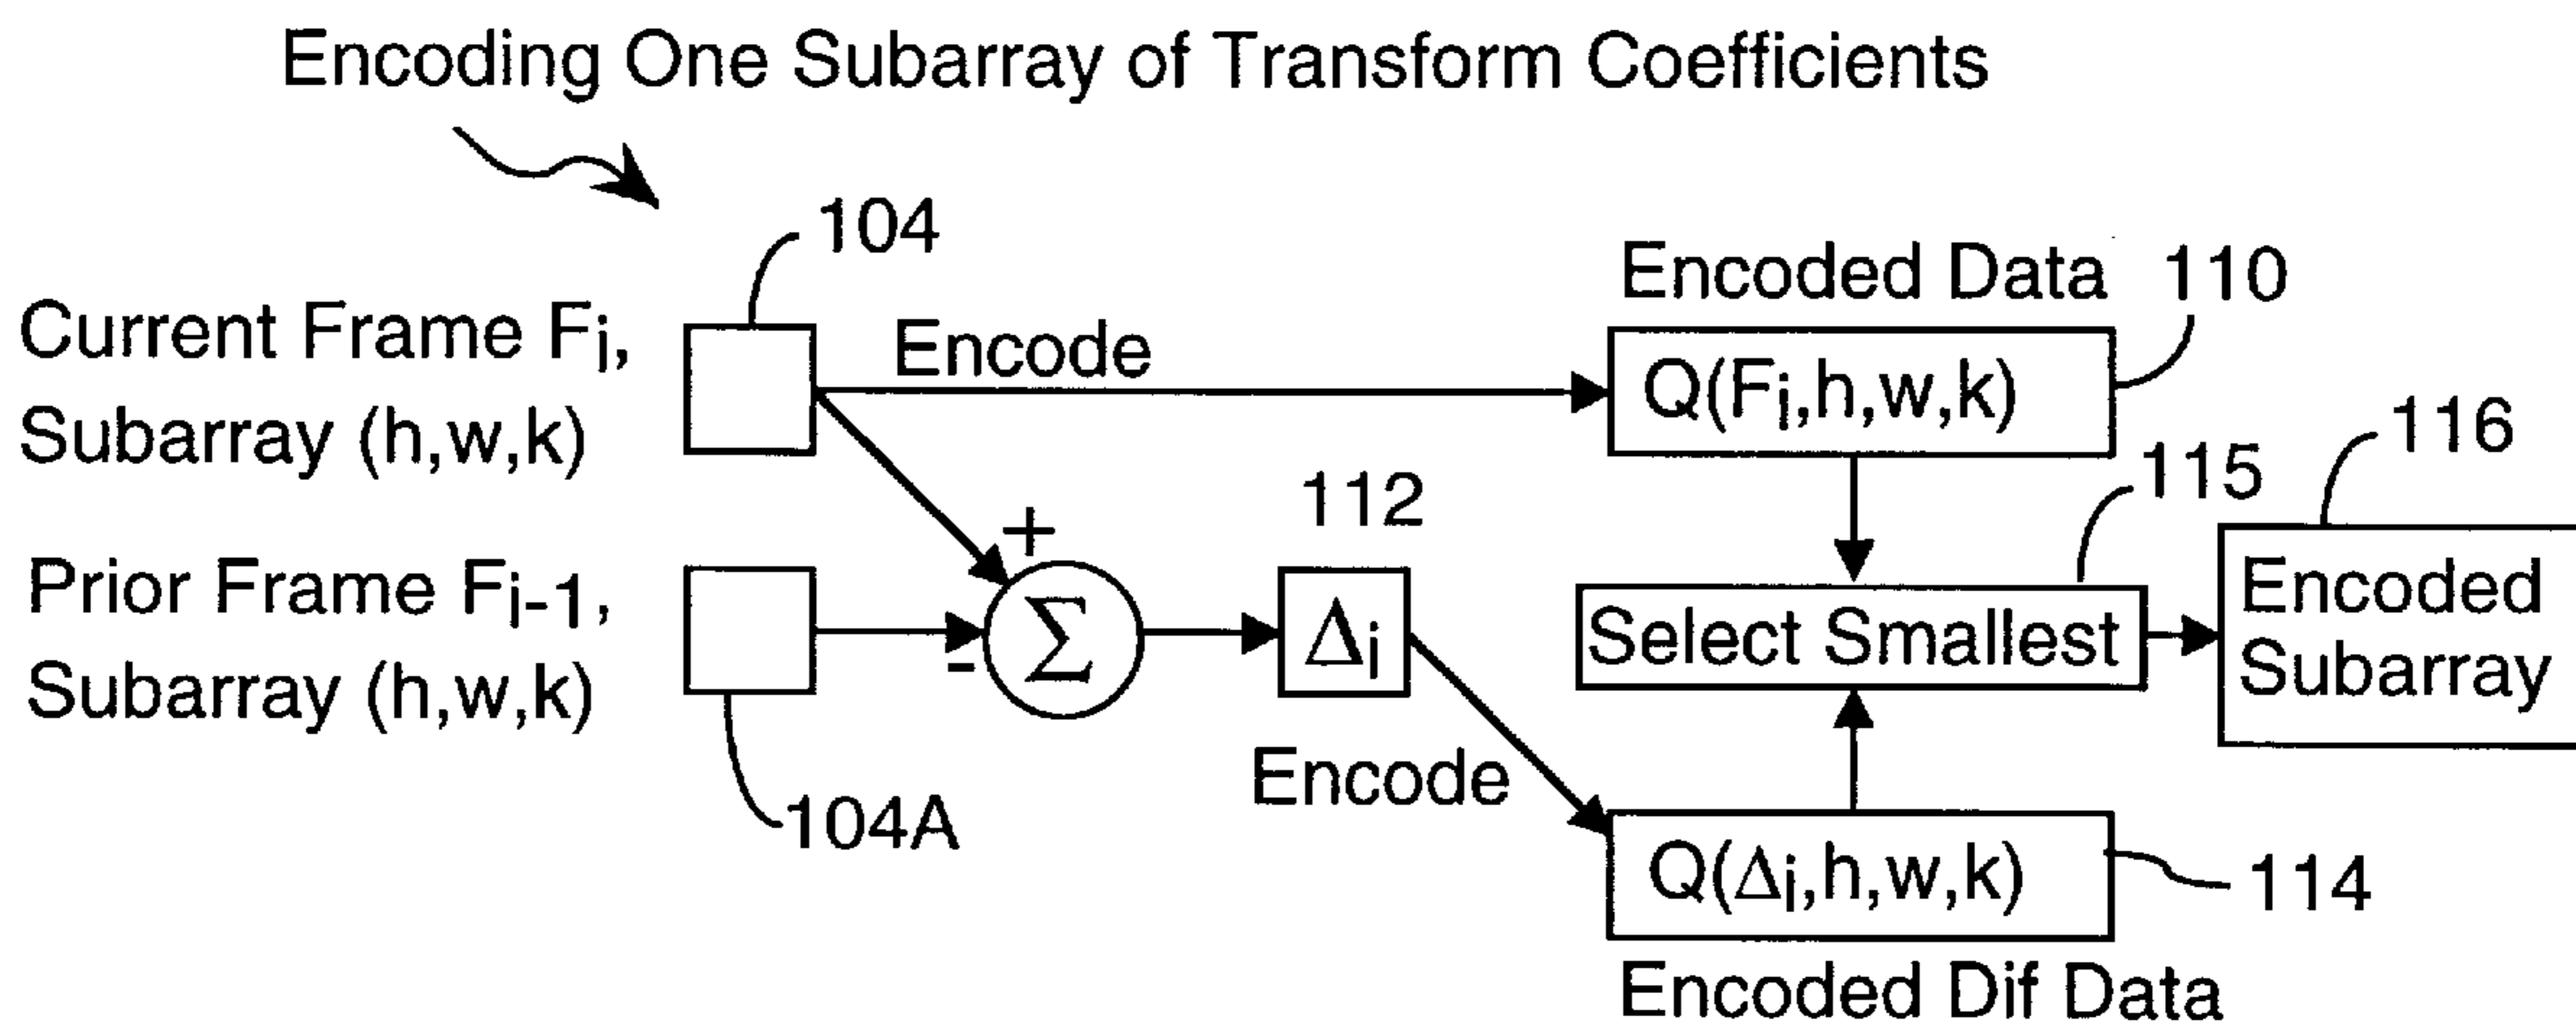 Encoding One Subarray of Transform Coefficients
104
Current Frame Fi,
Subarray (h,w,k)
Encode
Encoded Data
110
Q(Fi,h,w,k)
116
115
112
+
Prior Frame Fi-1,
Subarray (h,w,k)
-
Σ
Δi
Select Smallest
Encoded
Subarray
Encode
104A
Q(Δi,h,w,k)
114
Encoded Dif Data